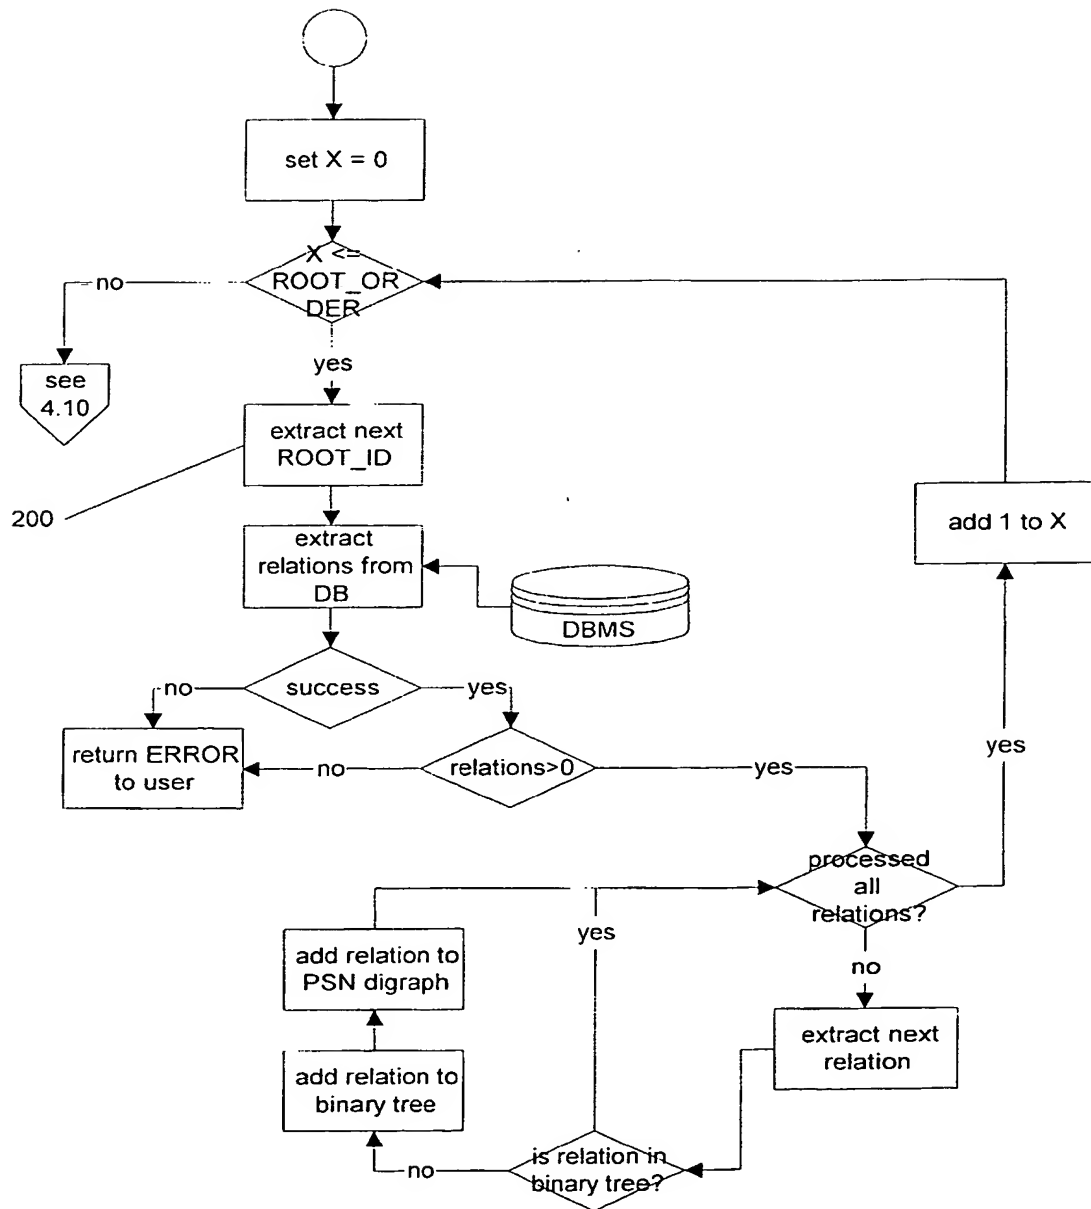 set X = 0
X <=
ROOT_OR
DER
no
yes
see
4.10
extract next
ROOT_ID
200
add 1 to X
extract
relations from
DB
DBMS
success
no
yes
return ERROR
to user
no
relations>0
yes
yes
processed
all
relations?
yes
add relation to
PSN digraph
no
extract next
relation
add relation to
binary tree
no
is relation in
binary tree?